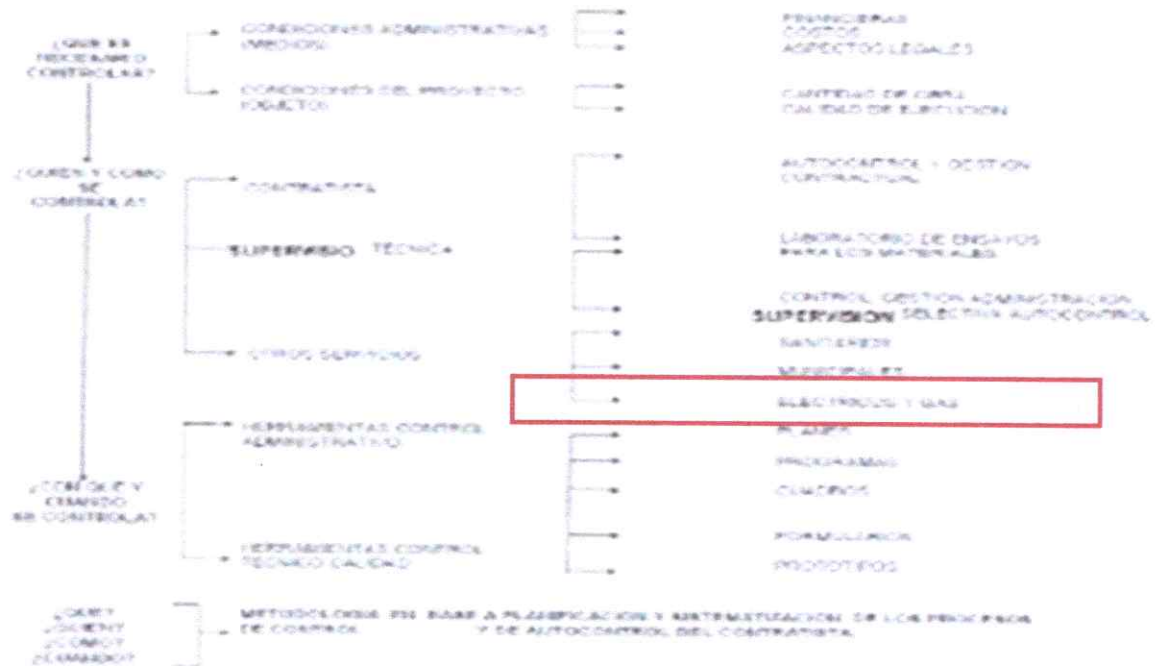 ¿QUE ES
NECESARIO
CONTROLAR?
CONDICIONES ADMINISTRATIVAS
(MEDIOS)
FINANCIERAS
COSTOS
ASPECTOS LEGALES
CONDICIONES DEL PROYECTO
(OBJETO)
CANTIDAD DE OBRA
CALIDAD DE EJECUCION
¿QUIEN Y COMO
SE
CONTROLA?
CONTRATISTA
AUTOCONTROL Y GESTION
CONTRACTUAL
SUPERVISIO TECNICA
LABORATORIO DE ENSAYOS
PARA LOS MATERIALES
CONTROL, GESTION ADMINISTRACION
SUPERVISION SELECTIVA AUTOCONTROL
OTROS SERVICIOS
SANITARIOS
MUNICIPALES
ELECTRICOS Y GAS
HERRAMIENTAS CONTROL
ADMINISTRATIVO
PLANES
PROGRAMAS
CUADROS
¿CON QUE Y
CUANDO
SE CONTROLA?
HERRAMIENTAS CONTROL
TECNICO CALIDAD
FORMULARIOS
PROTOTIPOS
¿QUE?
¿QUIEN?
¿COMO?
¿CUANDO?
METODOLOGIA EN BASE A PLANIFICACION Y SISTEMATIZACION DE LOS PROCESOS
DE CONTROL Y DE AUTOCONTROL DEL CONTRATISTA